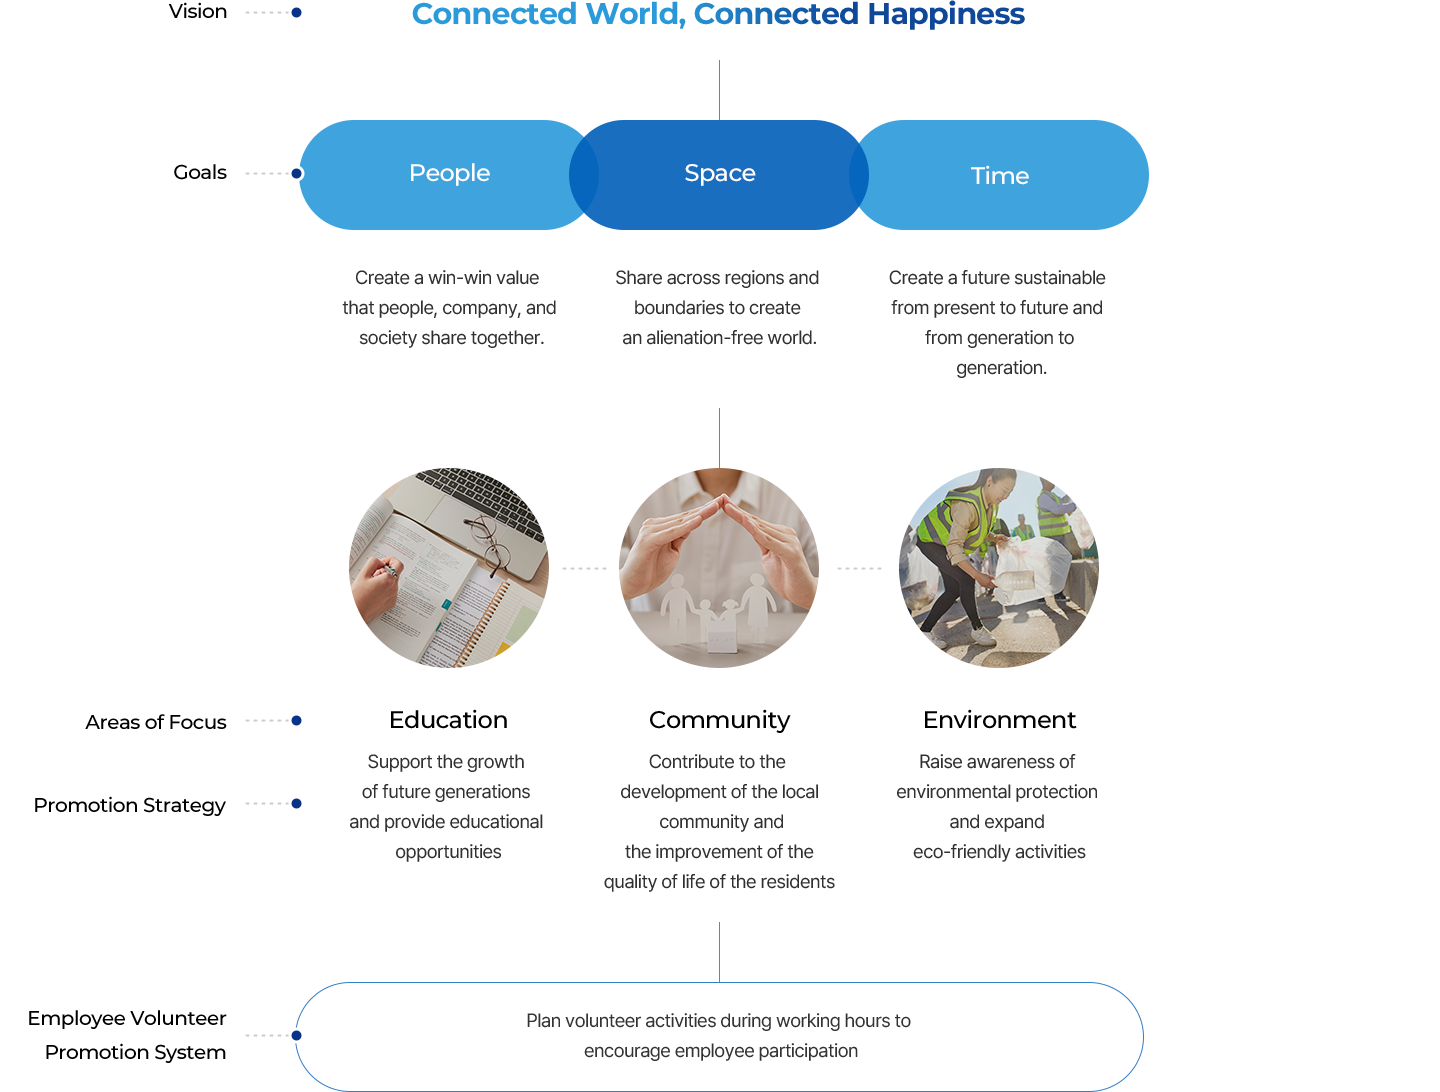 Vision
Connected World, Connected Happiness
Goals
People
Space
Time
Create a win-win value
that people, company, and
society share together.
Share across regions and
boundaries to create
an alienation-free world.
Create a future sustainable
from present to future and
from generation to
generation.
Areas of Focus
Education
Community
Environment
Promotion Strategy
Support the growth
of future generations
and provide educational
opportunities
Contribute to the
development of the local
community and
the improvement of the
quality of life of the residents
Raise awareness of
environmental protection
and expand
eco-friendly activities
Employee Volunteer
Promotion System
Plan volunteer activities during working hours to
encourage employee participation